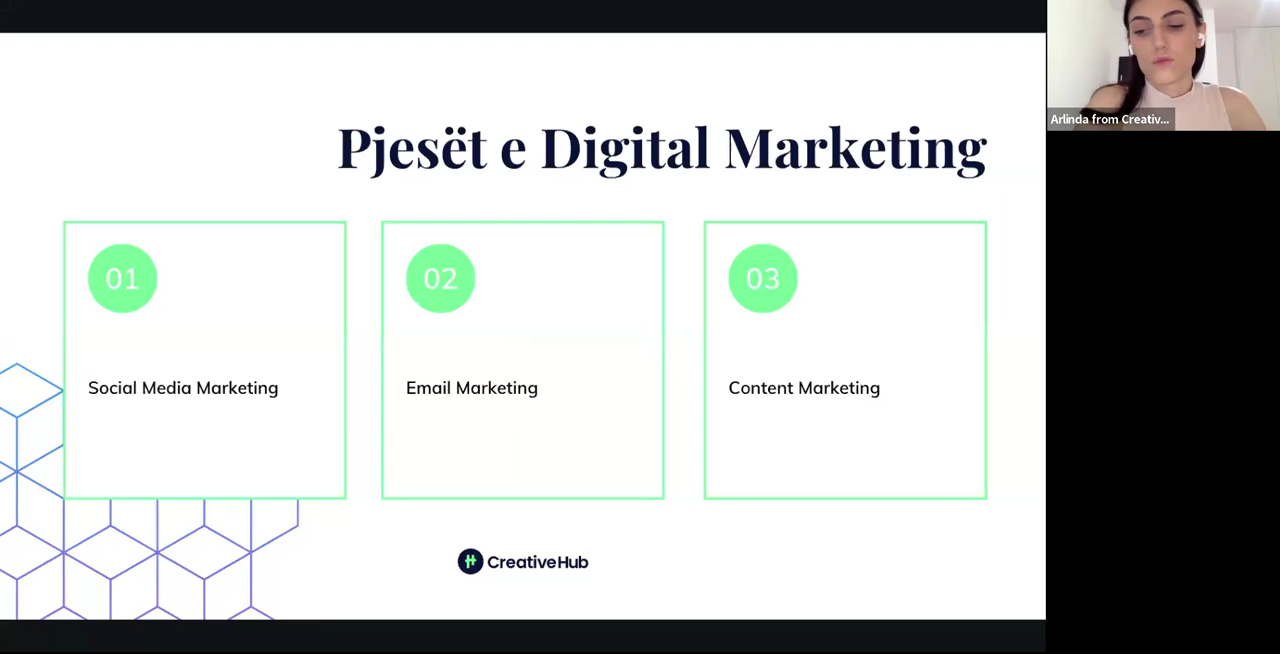 Pjesët e Digital Marketing
01
02
03
Social Media Marketing
Email Marketing
Content Marketing
CreativeHub
Arlinda from Creativ...